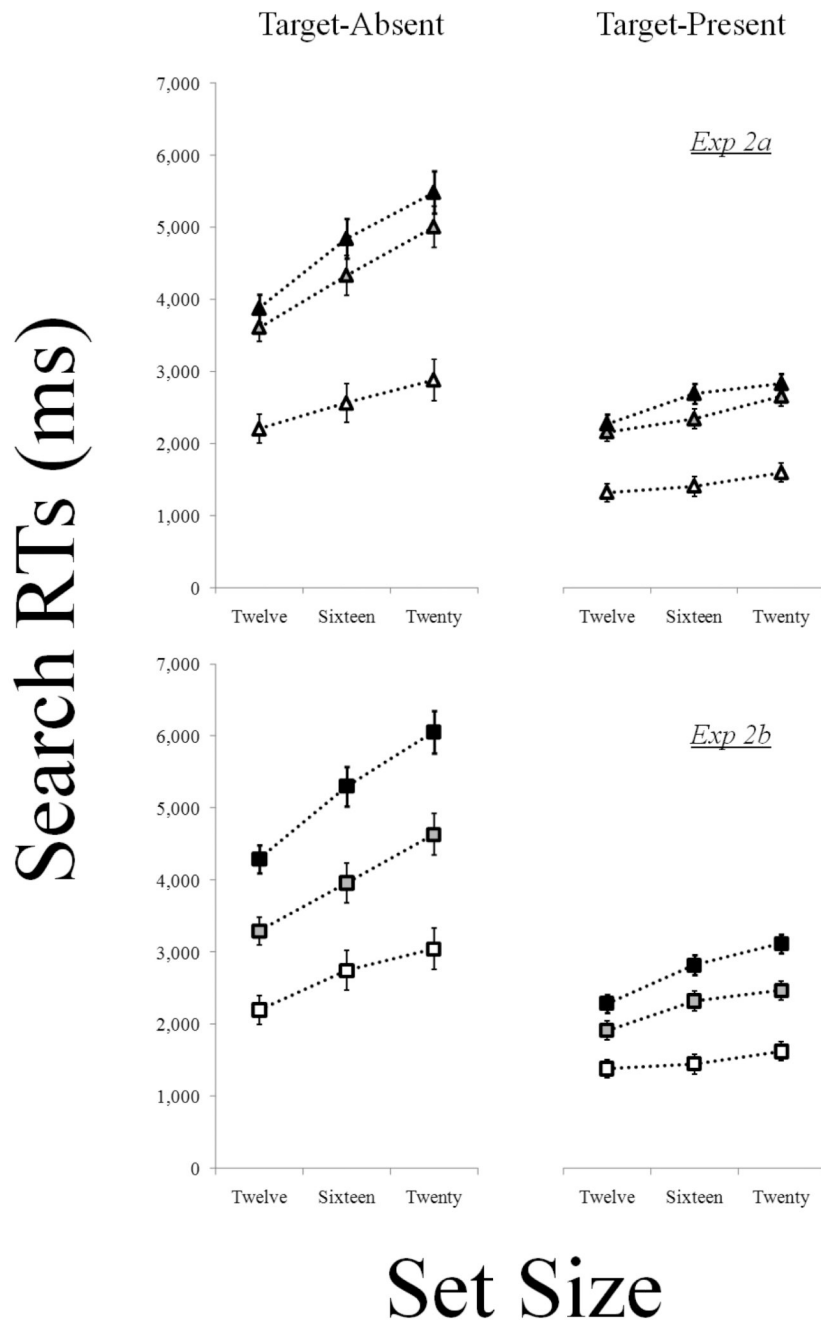 Target-Absent Target-Present
Exp 2a
7,000
6,000
5,000
4,000
3,000
2,000
1,000
0
Twelve Sixteen Twenty Twelve Sixteen Twenty
Search RTs (ms)
Exp 2b
7,000
6,000
5,000
4,000
3,000
2,000
1,000
0
Twelve Sixteen Twenty Twelve Sixteen Twenty
Set Size